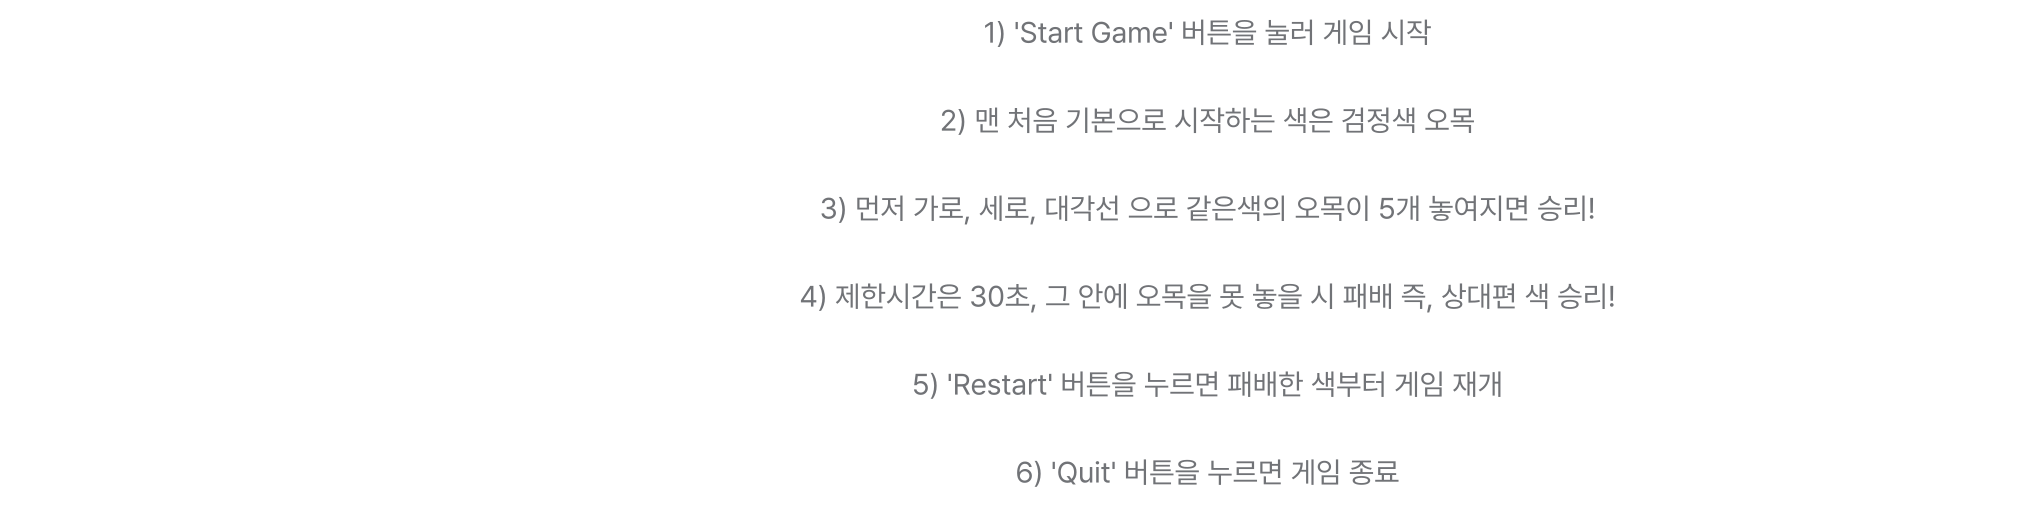 1) 'Start Game' 버튼을 눌러 게임 시작
2) 맨 처음 기본으로 시작하는 색은 검정색 오목
3) 먼저 가로, 세로, 대각선 으로 같은색의 오목이 5개 놓여지면 승리!
4) 제한시간은 30초, 그 안에 오목을 못 놓을 시 패배 즉, 상대편 색 승리!
5) 'Restart' 버튼을 누르면 패배한 색부터 게임 재개
6) 'Quit' 버튼을 누르면 게임 종료